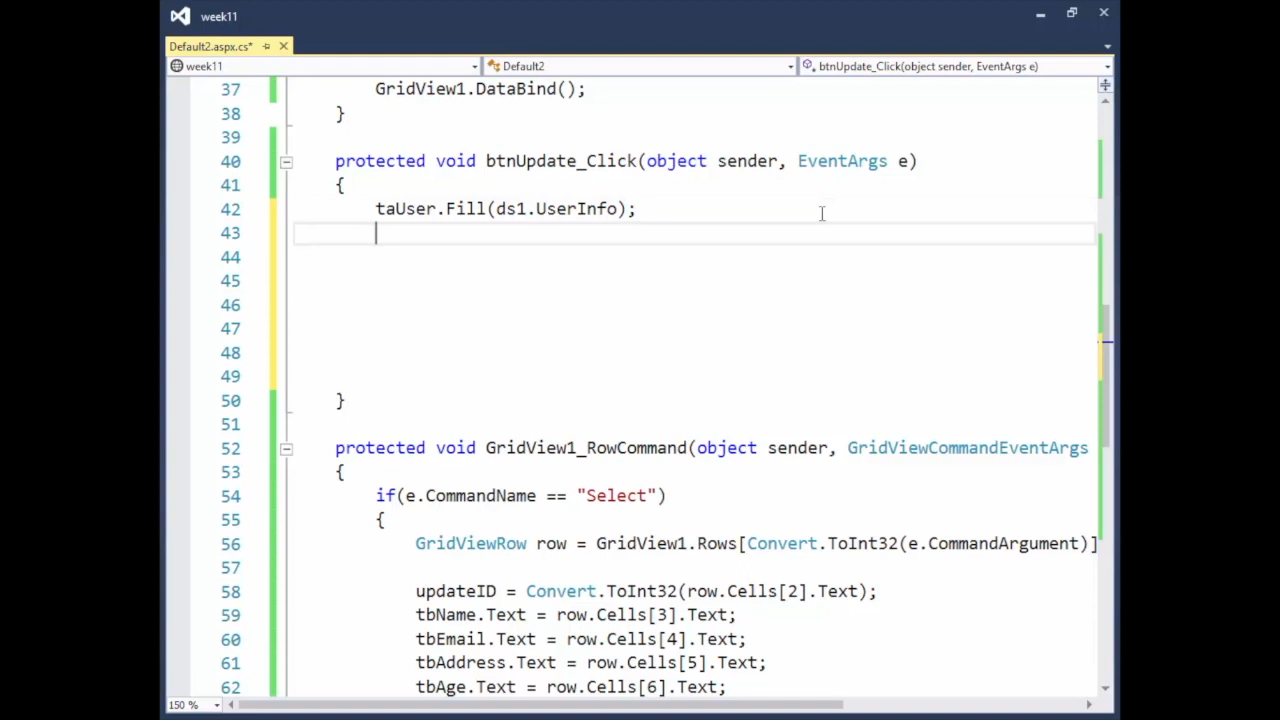 week11
Default2.aspx.cs*
week11 Default2 btnUpdate_Click(object sender, EventArgs e)
37 GridView1.DataBind();
38 }
39
40 protected void btnUpdate_Click(object sender, EventArgs e)
41 {
42 taUser.Fill(ds1.UserInfo);
43
44
45
46
47
48
49
50 }
51
52 protected void GridView1_RowCommand(object sender, GridViewCommandEventArgs
53 {
54 if(e.CommandName == "Select")
55 {
56 GridViewRow row = GridView1.Rows[Convert.ToInt32(e.CommandArgument)]
57
58 updateID = Convert.ToInt32(row.Cells[2].Text);
59 tbName.Text = row.Cells[3].Text;
60 tbEmail.Text = row.Cells[4].Text;
61 tbAddress.Text = row.Cells[5].Text;
62 tbAge.Text = row.Cells[6].Text;
150 %